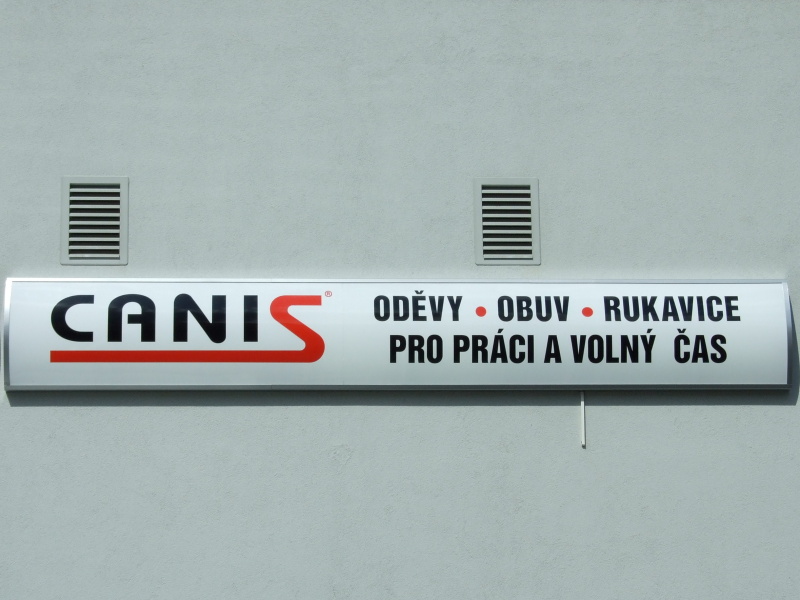 CANIS®
ODĚVY • OBUV • RUKAVICE
PRO PRÁCI A VOLNÝ ČAS